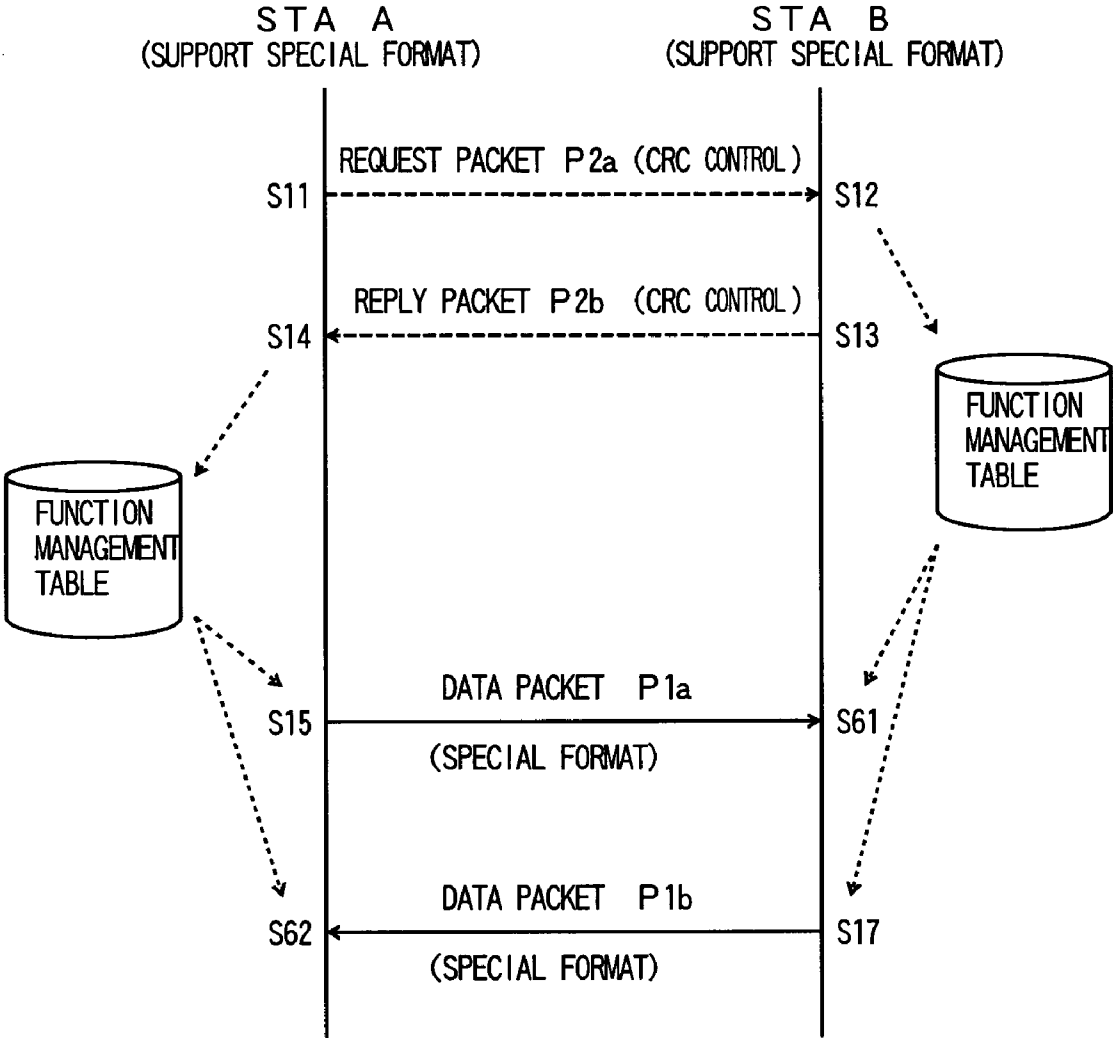 STA A
(SUPPORT SPECIAL FORMAT)
STA B
(SUPPORT SPECIAL FORMAT)
REQUEST PACKET P2a (CRC CONTROL)
S11
S12
REPLY PACKET P2b (CRC CONTROL)
S14
S13
FUNCTION
MANAGEMENT
TABLE
FUNCTION
MANAGEMENT
TABLE
DATA PACKET P1a
S15
S61
(SPECIAL FORMAT)
DATA PACKET P1b
S62
S17
(SPECIAL FORMAT)